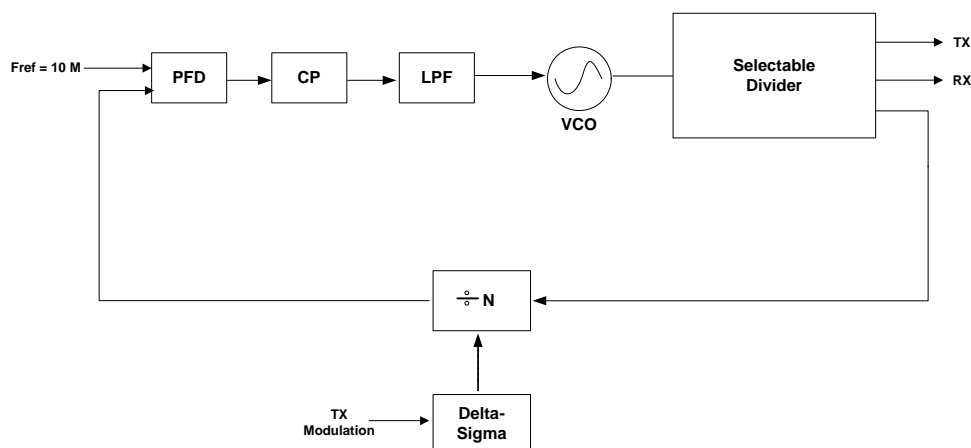 Fref = 10 M
PFD
CP
LPF
VCO
Selectable
Divider
TX
RX
÷ N
TX
Modulation
Delta-
Sigma